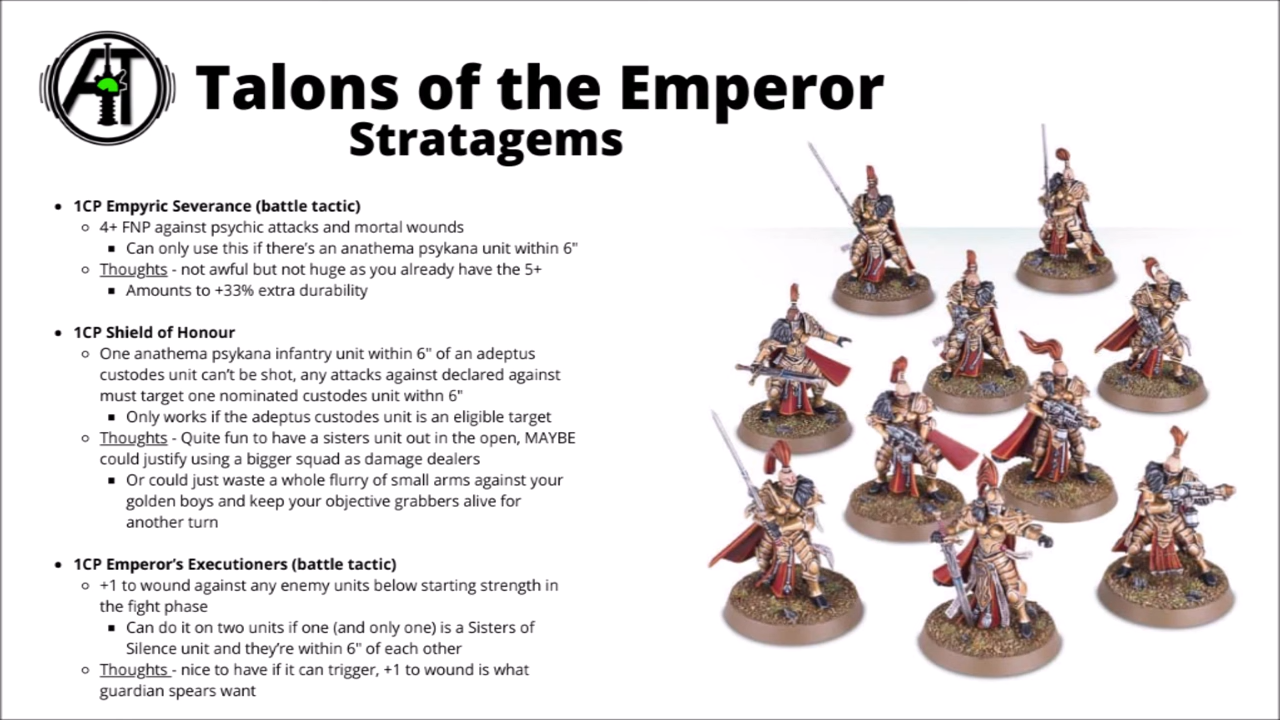 AT
Talons of the Emperor
Stratagems
• 1CP Empyric Severance (battle tactic)
○ 4+ FNP against psychic attacks and mortal wounds
▪ Can only use this if there's an anathema psykana unit within 6"
○ Thoughts - not awful but not huge as you already have the 5+
▪ Amounts to +33% extra durability
• 1CP Shield of Honour
○ One anathema psykana infantry unit within 6" of an adeptus
custodes unit can't be shot, any attacks against declared against
must target one nominated custodes unit withn 6"
▪ Only works if the adeptus custodes unit is an eligible target
○ Thoughts - Quite fun to have a sisters unit out in the open, MAYBE
could justify using a bigger squad as damage dealers
▪ Or could just waste a whole flurry of small arms against your
golden boys and keep your objective grabbers alive for
another turn
• 1CP Emperor's Executioners (battle tactic)
○ +1 to wound against any enemy units below starting strength in
the fight phase
▪ Can do it on two units if one (and only one) is a Sisters of
Silence unit and they're within 6" of each other
○ Thoughts - nice to have if it can trigger, +1 to wound is what
guardian spears want